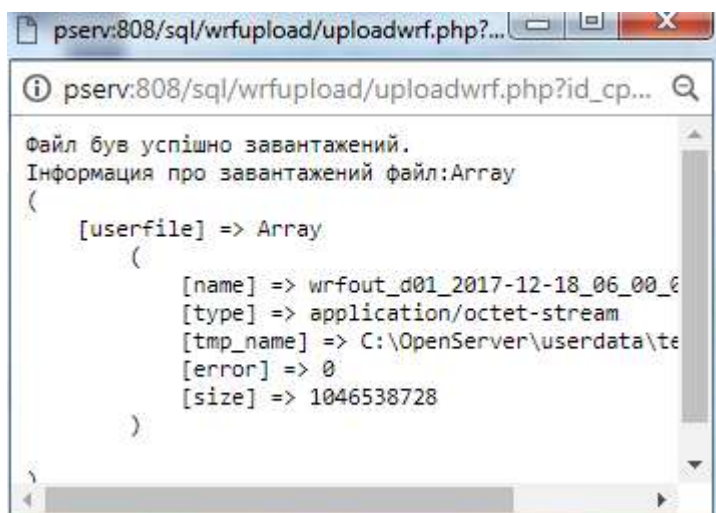 pserv:808/sql/wrfupload/uploadwrf.php?...
pserv:808/sql/wrfupload/uploadwrf.php?id_cp...
Файл був успішно завантажений.
Інформация про завантажений файл:Array
(
[userfile] => Array
(
[name] => wrfout_d01_2017-12-18_06_00_
[type] => application/octet-stream
[tmp_name] => C:\OpenServer\userdata\te
[error] => 0
[size] => 1046538728
)
)